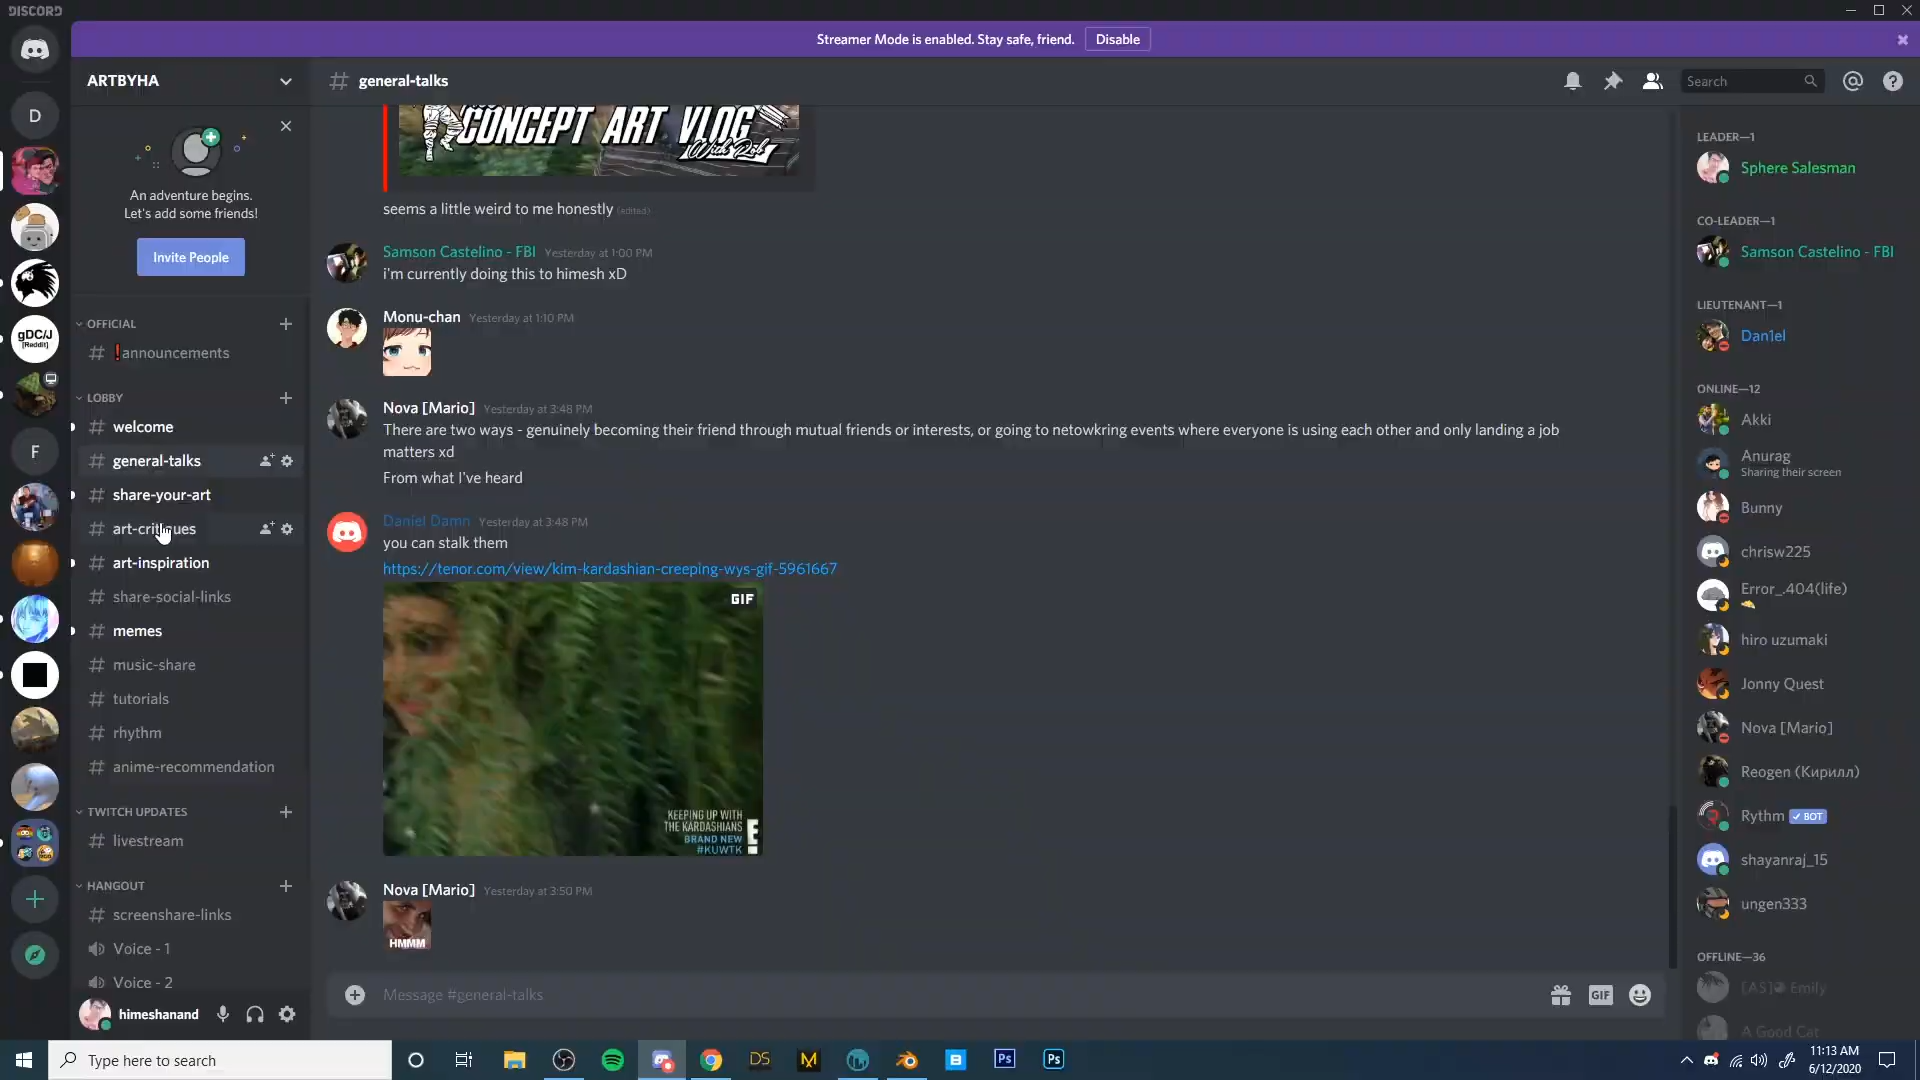 DISCORD
Streamer Mode is enabled. Stay safe, friend.
Disable
ARTBYHA
general-talks
Search
D
An adventure begins.
Let's add some friends!
Invite People
OFFICIAL
❗announcements
LOBBY
welcome
general-talks
share-your-art
art-critiques
art-inspiration
share-social-links
memes
music-share
tutorials
rhythm
anime-recommendation
TWITCH UPDATES
livestream
HANGOUT
screenshare-links
Voice - 1
Voice - 2
himeshanand
gDC/J
[Reddit]
F
CONCEPT ART VLOG
With Rob
seems a little weird to me honestly (edited)
Samson Castelino - FBI Yesterday at 1:00 PM
i'm currently doing this to himesh xD
Monu-chan Yesterday at 1:10 PM
Nova [Mario] Yesterday at 3:48 PM
There are two ways - genuinely becoming their friend through mutual friends or interests, or going to netowkring events where everyone is using each other and only landing a job
matters xd
From what I've heard
Daniel Damn Yesterday at 3:48 PM
you can stalk them
https://tenor.com/view/kim-kardashian-creeping-wys-gif-5961667
GIF
KEEPING UP WITH
THE KARDASHIANS
BRAND NEW
#KUWTK
E!
Nova [Mario] Yesterday at 3:50 PM
HMMM
Message #general-talks
GIF
LEADER—1
Sphere Salesman
CO-LEADER—1
Samson Castelino - FBI
LIEUTENANT—1
Dan1el
ONLINE—12
Akki
Anurag
Sharing their screen
Bunny
chrisw225
Error_.404(life)
hiro uzumaki
Jonny Quest
Nova [Mario]
Reogen (Кирилл)
Rythm ✓ BOT
shayanraj_15
ungen333
OFFLINE—36
Emily
A Good Cat
Type here to search
DS
M
B
Ps
Ps
11:13 AM
6/12/2020